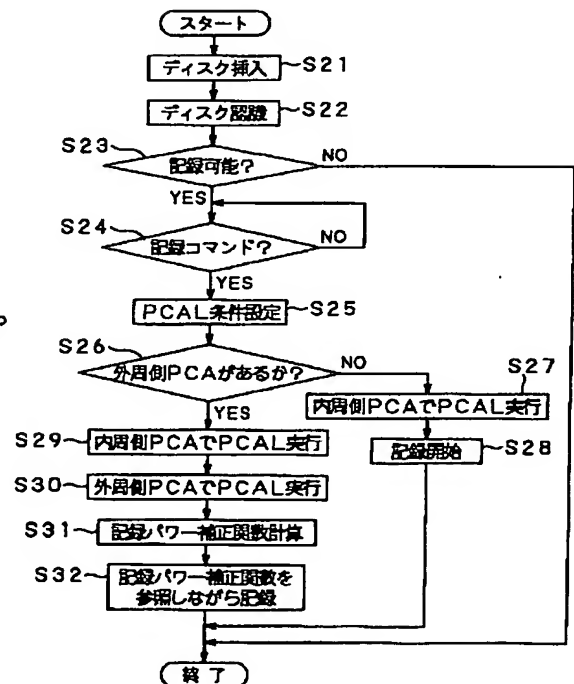 スタート
ディスク挿入 S21
ディスク認識 S22
S23
記録可能? NO
YES
S24
記録コマンド? NO
YES
PCAL条件設定 S25
S26
外周側PCAがあるか? NO
YES
S27
内周側PCAでPCAL実行
S29 内周側PCAでPCAL実行
記録開始 S28
S30 外周側PCAでPCAL実行
S31 記録パワー補正関数計算
S32 記録パワー補正関数を
参照しながら記録
終了